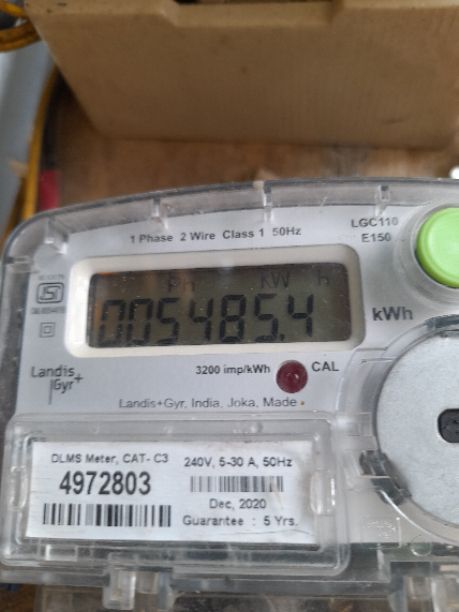 1 Phase 2 Wire Class 1 50Hz
LGC110
E150
Ph kW h
005485.4
kWh
Landis
Gyr+
3200 imp/kWh CAL
Landis+Gyr, India, Joka, Made
DLMS Meter, CAT- C3
4972803
240V, 5-30 A, 50Hz
Dec, 2020
Guarantee : 5 Yrs.